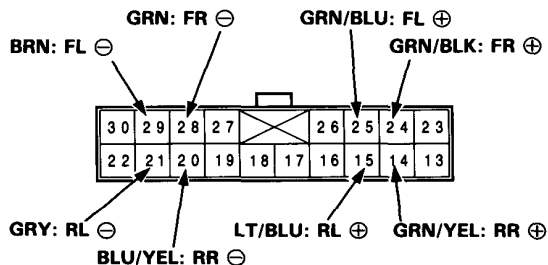 GRN: FR ⊖
GRN/BLU: FL ⊕
BRN: FL ⊖
GRN/BLK: FR ⊕
30 29 28 27 26 25 24 23
22 21 20 19 18 17 16 15 14 13
GRY: RL ⊖
LT/BLU: RL ⊕
GRN/YEL: RR ⊕
BLU/YEL: RR ⊖